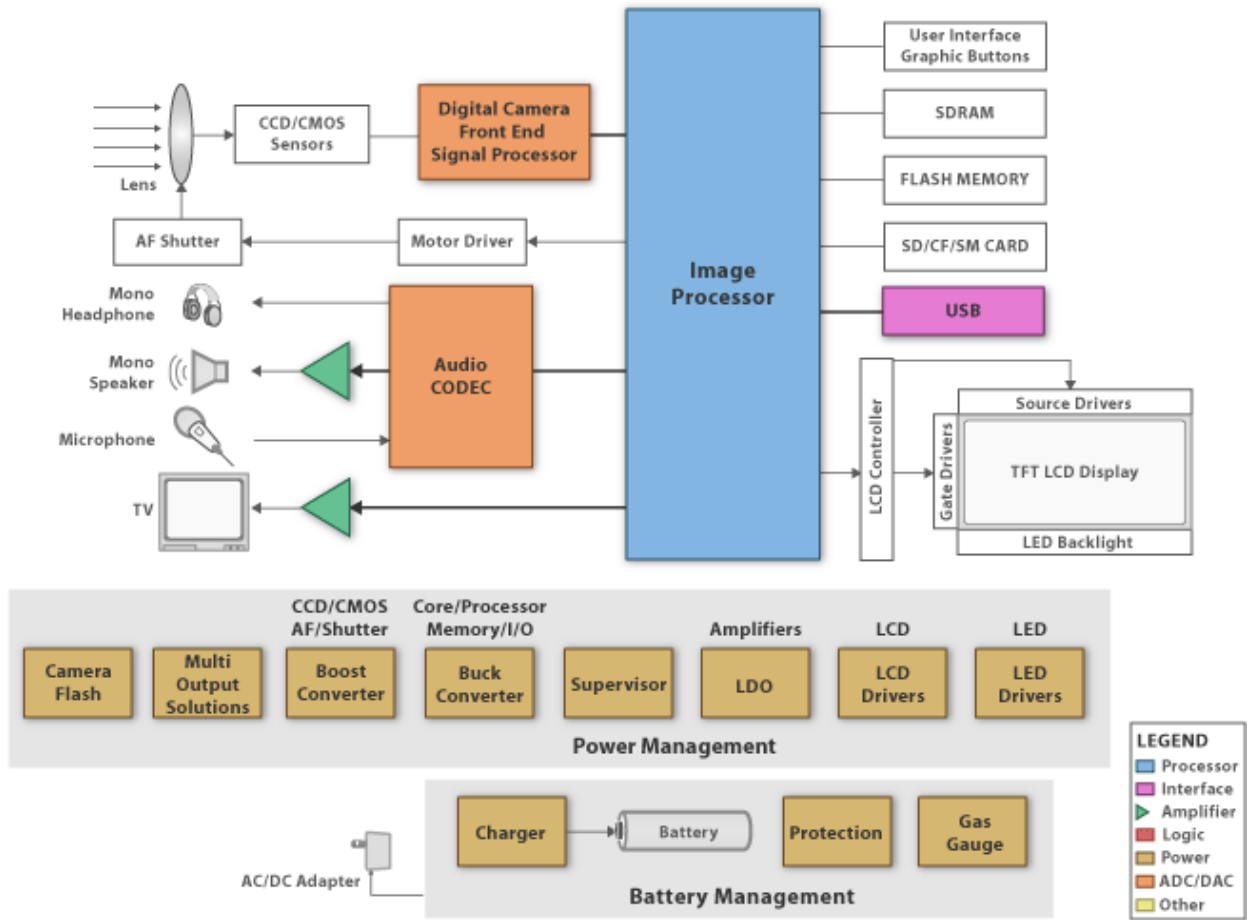 User Interface
Graphic Buttons
SDRAM
FLASH MEMORY
SD/CF/SM CARD
USB
Image
Processor
Digital Camera
Front End
Signal Processor
CCD/CMOS
Sensors
Lens
AF Shutter
Motor Driver
Mono
Headphone
Mono
Speaker
Microphone
TV
Audio
CODEC
LCD Controller
Source Drivers
Gate Drivers
TFT LCD Display
LED Backlight
CCD/CMOS
AF/Shutter
Core/Processor
Memory/I/O
Amplifiers
LCD
LED
Camera
Flash
Multi
Output
Solutions
Boost
Converter
Buck
Converter
Supervisor
LDO
LCD
Drivers
LED
Drivers
Power Management
Charger
Battery
Protection
Gas
Gauge
AC/DC Adapter
Battery Management
LEGEND
Processor
Interface
Amplifier
Logic
Power
ADC/DAC
Other